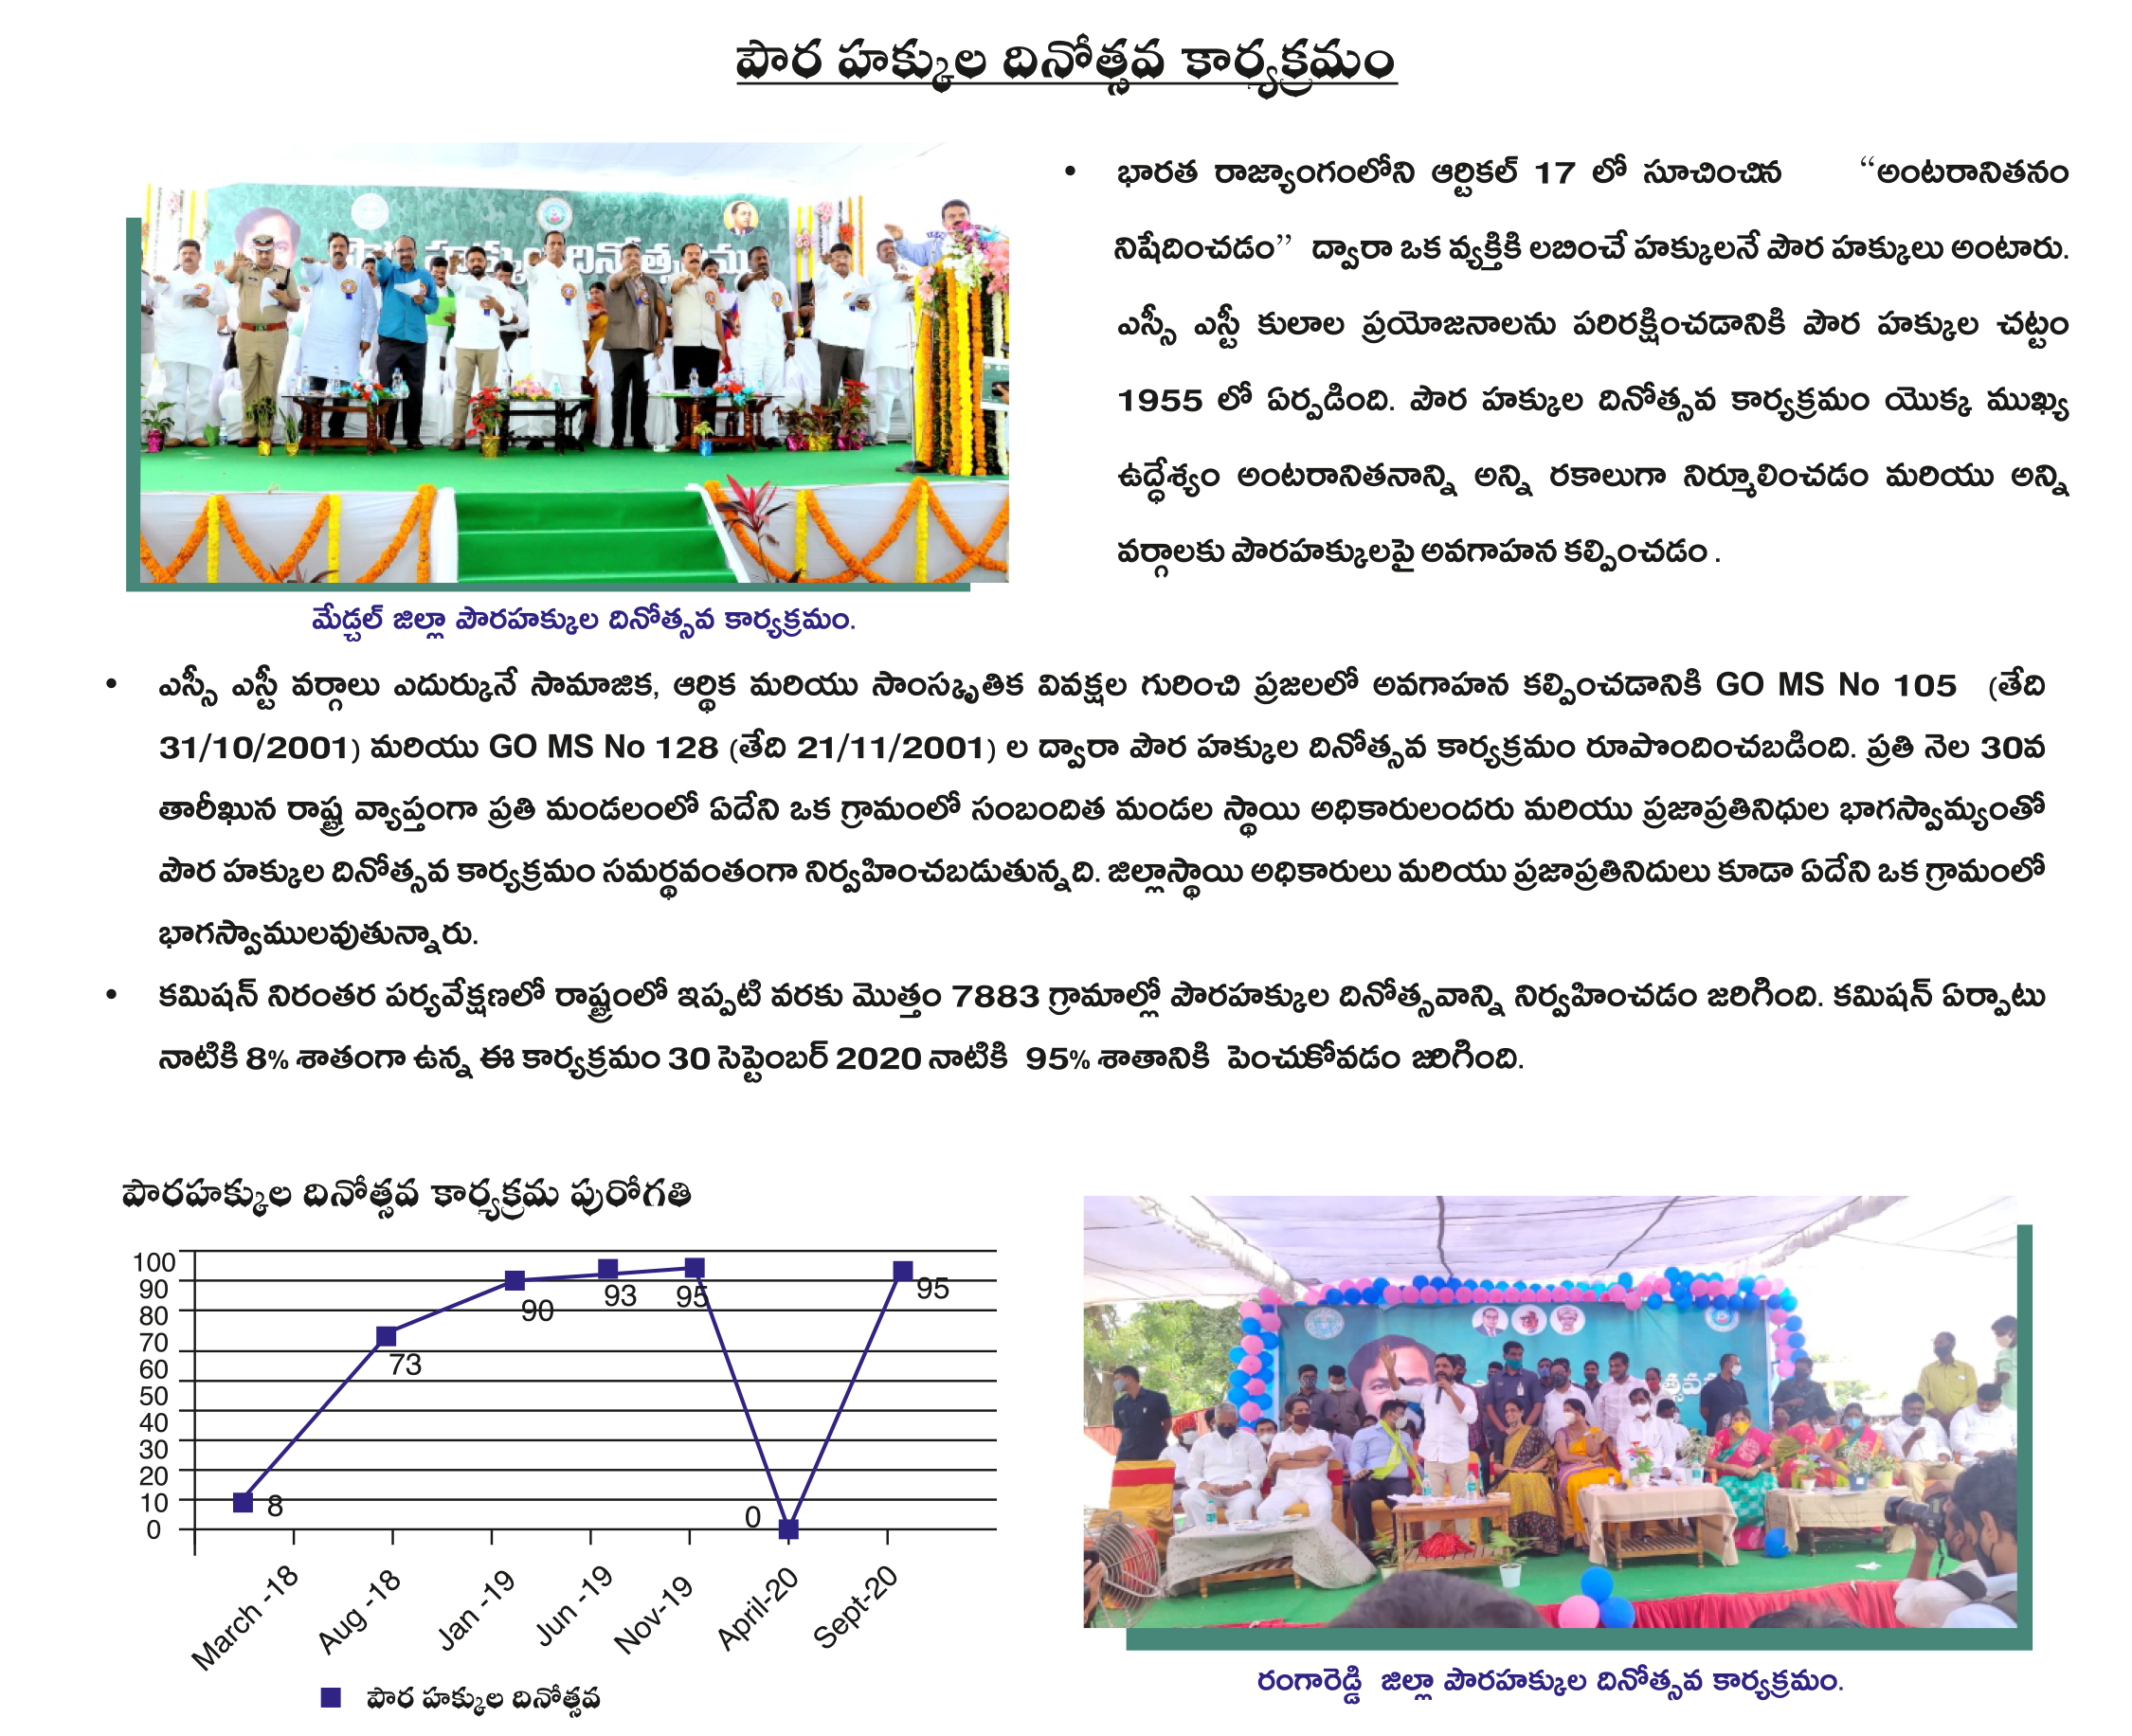 పౌర హక్కుల దినోత్సవ కార్యక్రమం
• భారత రాజ్యాంగంలోని ఆర్టికల్ 17 లో సూచించిన “అంటరానితనం
నిషేదించడం” ద్వారా ఒక వ్యక్తికి లబించే హక్కులనే పౌర హక్కులు అంటారు.
ఎస్సీ ఎస్టీ కులాల ప్రయోజనాలను పరిరక్షించడానికి పౌర హక్కుల చట్టం
1955 లో ఏర్పడింది. పౌర హక్కుల దినోత్సవ కార్యక్రమం యొక్క ముఖ్య
ఉద్ధేశ్యం అంటరానితనాన్ని అన్ని రకాలుగా నిర్మూలించడం మరియు అన్ని
వర్గాలకు పౌరహక్కులపై అవగాహన కల్పించడం .
పౌర హక్కుల దినోత్సవము
మేడ్చల్ జిల్లా పౌరహక్కుల దినోత్సవ కార్యక్రమం.
• ఎస్సీ ఎస్టీ వర్గాలు ఎదుర్కునే సామాజిక, ఆర్థిక మరియు సాంస్కృతిక వివక్షల గురించి ప్రజలలో అవగాహన కల్పించడానికి GO MS No 105 (తేది
31/10/2001) మరియు GO MS No 128 (తేది 21/11/2001) ల ద్వారా పౌర హక్కుల దినోత్సవ కార్యక్రమం రూపొందించబడింది. ప్రతి నెల 30వ
తారీఖున రాష్ట్ర వ్యాప్తంగా ప్రతి మండలంలో ఏదేని ఒక గ్రామంలో సంబందిత మండల స్థాయి అధికారులందరు మరియు ప్రజాప్రతినిధుల భాగస్వామ్యంతో
పౌర హక్కుల దినోత్సవ కార్యక్రమం సమర్థవంతంగా నిర్వహించబడుతున్నది. జిల్లాస్థాయి అధికారులు మరియు ప్రజాప్రతినిదులు కూడా ఏదేని ఒక గ్రామంలో
భాగస్వాములవుతున్నారు.
• కమిషన్ నిరంతర పర్యవేక్షణలో రాష్ట్రంలో ఇప్పటి వరకు మొత్తం 7883 గ్రామాల్లో పౌరహక్కుల దినోత్సవాన్ని నిర్వహించడం జరిగింది. కమిషన్ ఏర్పాటు
నాటికి 8% శాతంగా ఉన్న ఈ కార్యక్రమం 30 సెప్టెంబర్ 2020 నాటికి 95% శాతానికి పెంచుకోవడం జరిగింది.
పౌరహక్కుల దినోత్సవ కార్యక్రమ పురోగతి
100
90
80
70
60
50
40
30
20
10
0
8
73
90
93
95
0
95
March -18
Aug -18
Jan -19
Jun -19
Nov-19
April-20
Sept-20
పౌర హక్కుల దినోత్సవ
రంగారెడ్డి జిల్లా పౌరహక్కుల దినోత్సవ కార్యక్రమం.